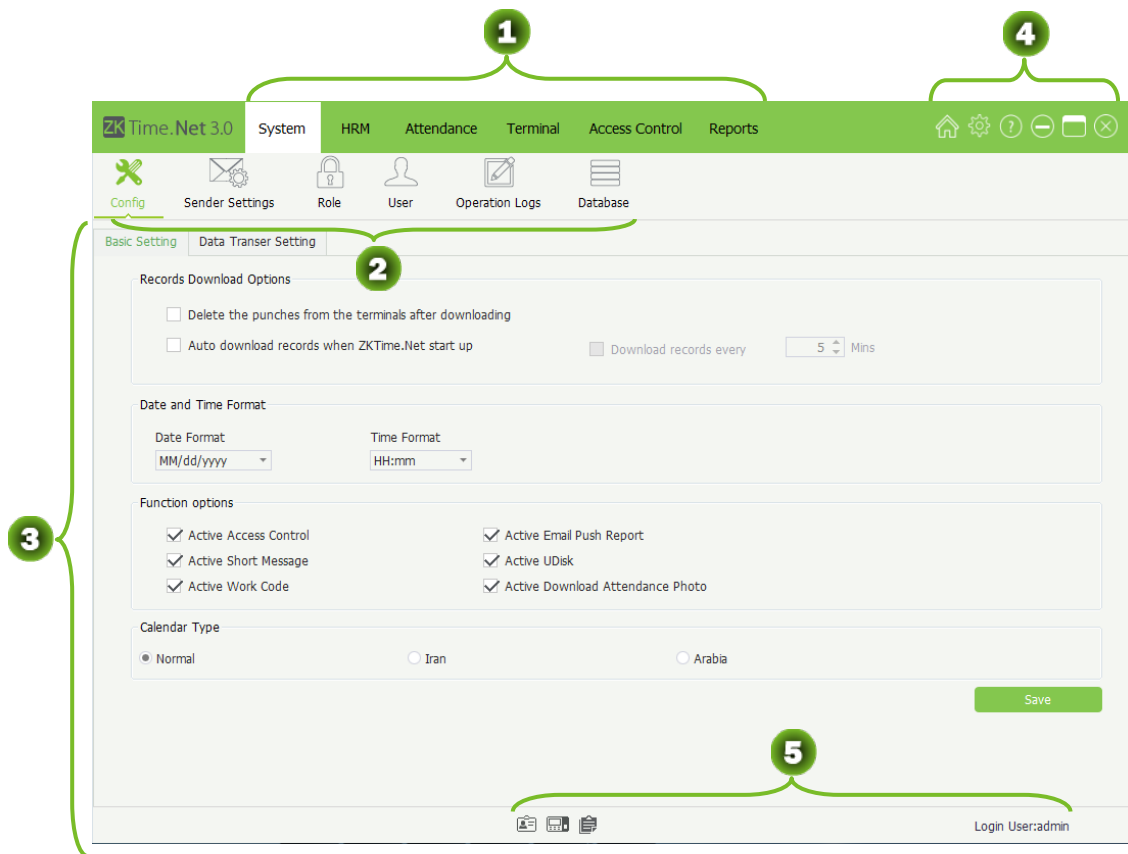 1
4
ZK Time.Net 3.0 System HRM Attendance Terminal Access Control Reports
Config Sender Settings Role User Operation Logs Database
Basic Setting Data Transer Setting
2
Records Download Options
Delete the punches from the terminals after downloading
Auto download records when ZKTime.Net start up Download records every 5 Mins
Date and Time Format
Date Format Time Format
MM/dd/yyyy HH:mm
Function options
3
Active Access Control Active Email Push Report
Active Short Message Active UDisk
Active Work Code Active Download Attendance Photo
Calendar Type
Normal Iran Arabia
Save
5
Login User:admin